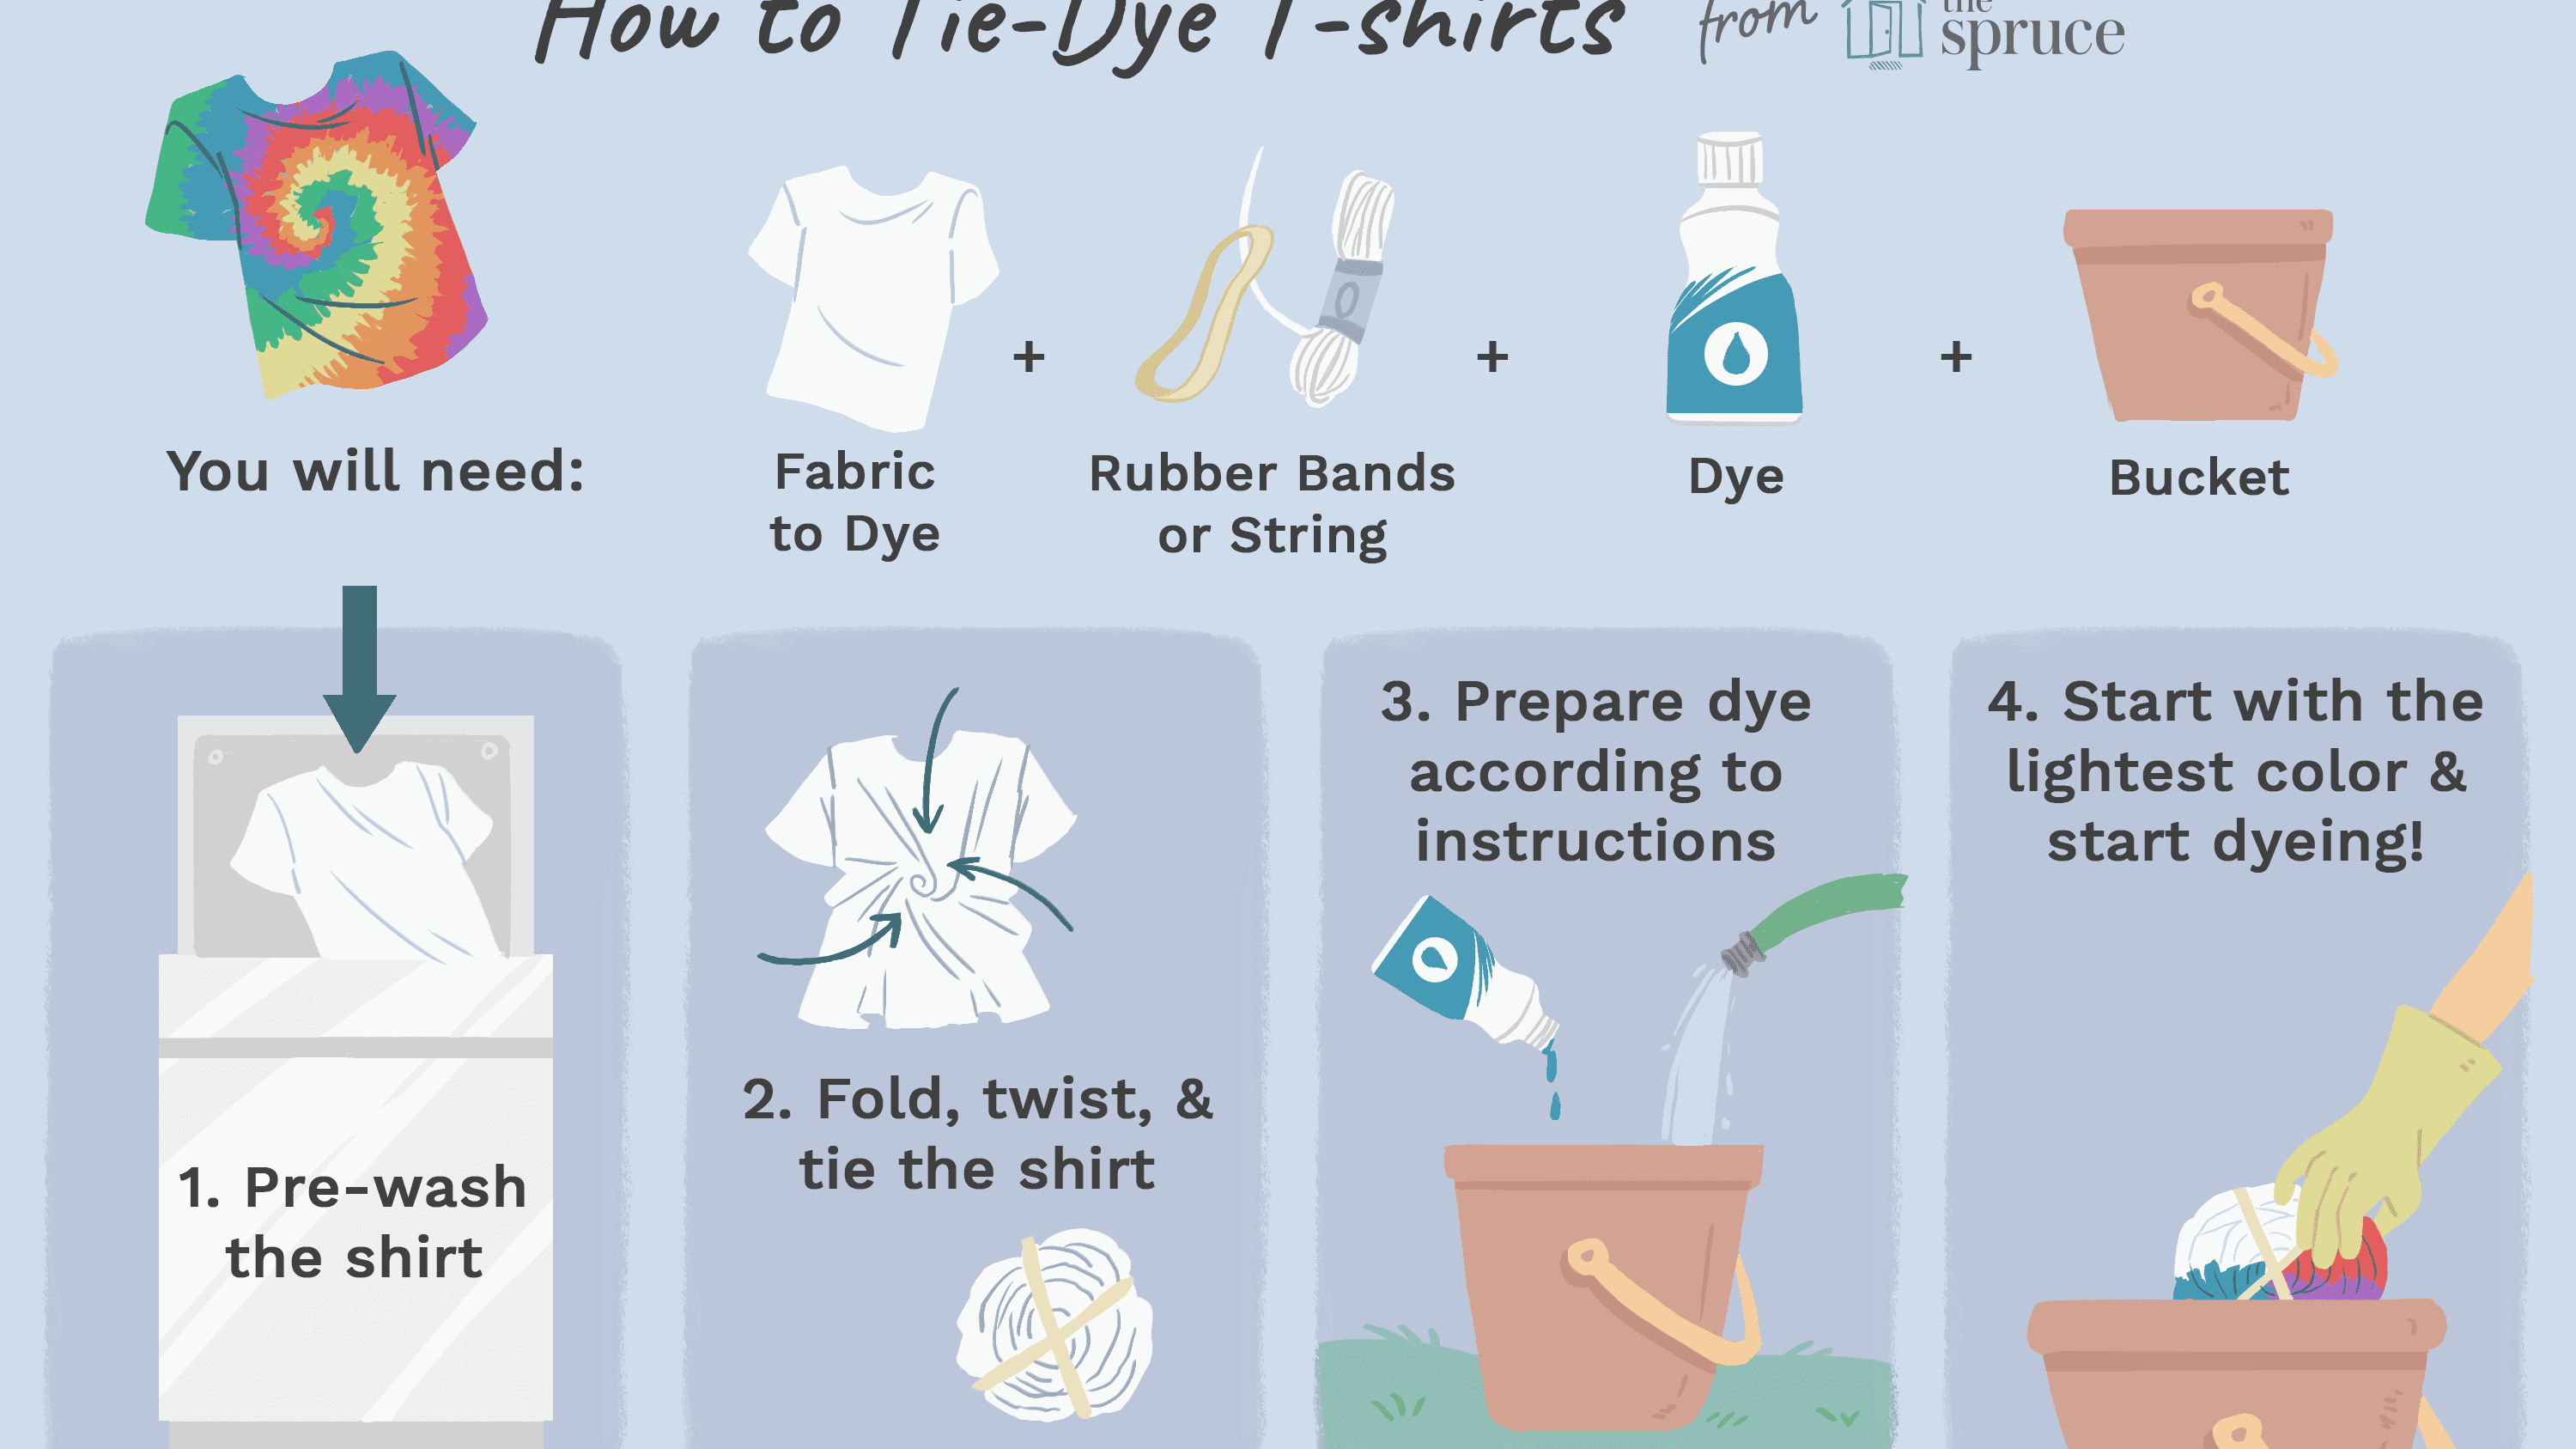 How to Tie-Dye T-shirts from the spruce
You will need:
Fabric
to Dye
+
Rubber Bands
or String
+
Dye
+
Bucket
1. Pre-wash
the shirt
2. Fold, twist, &
tie the shirt
3. Prepare dye
according to
instructions
4. Start with the
lightest color &
start dyeing!